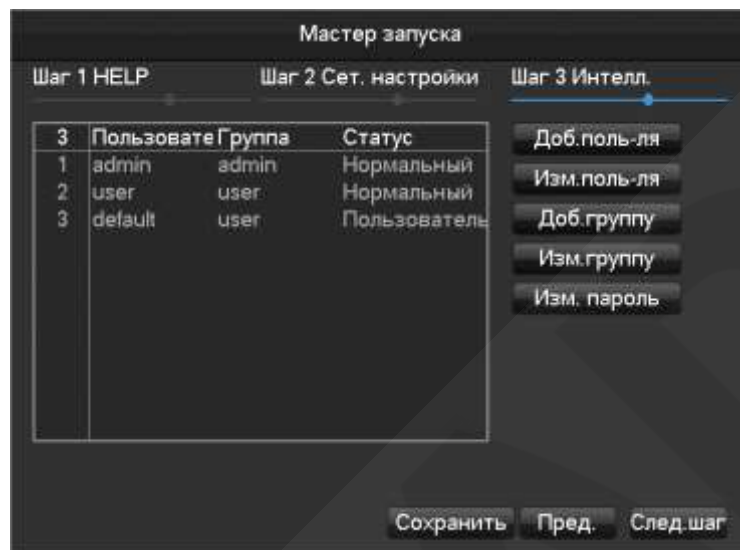 Мастер запуска
Шаг 1 HELP Шаг 2 Сет. настройки Шаг 3 Интелл.
3 Пользовате Группа Статус
1 admin admin Нормальный
2 user user Нормальный
3 default user Пользователь
Доб.поль-ля
Изм.поль-ля
Доб.группу
Изм.группу
Изм. пароль
Сохранить Пред. След.шаг